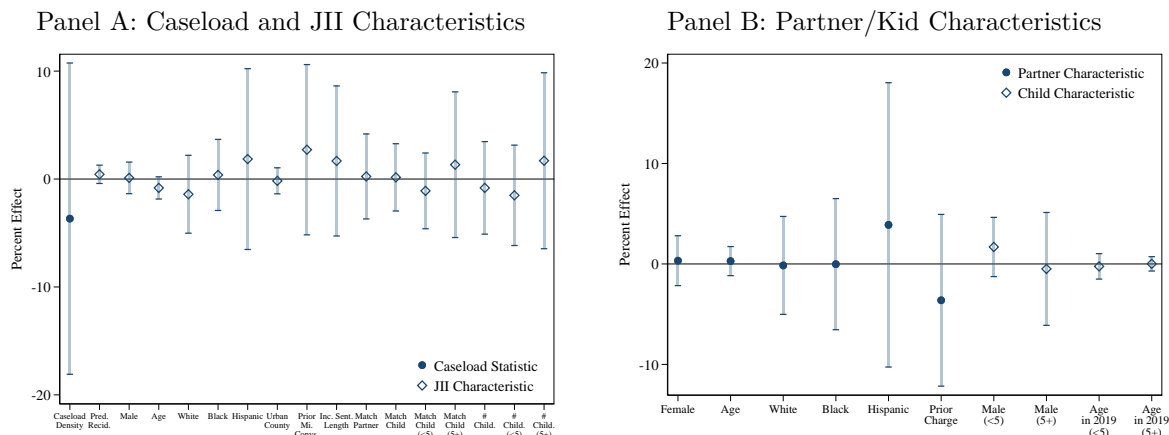 Panel A: Caseload and JII Characteristics
Percent Effect
10
0
-10
-20
Caseload Statistic
JII Characteristic
Caseload Density
Pred. Recid.
Male
Age
White
Black
Hispanic
Urban County
Prior Mi. Convs
Inc. Sent. Length
Match Partner
Match Child
Match Child (<5)
Match Child (5+)
# Child.
# Child. (<5)
# Child. (5+)
Panel B: Partner/Kid Characteristics
Percent Effect
20
10
0
-10
Partner Characteristic
Child Characteristic
Female
Age
White
Black
Hispanic
Prior Charge
Male (<5)
Male (5+)
Age in 2019 (<5)
Age in 2019 (5+)